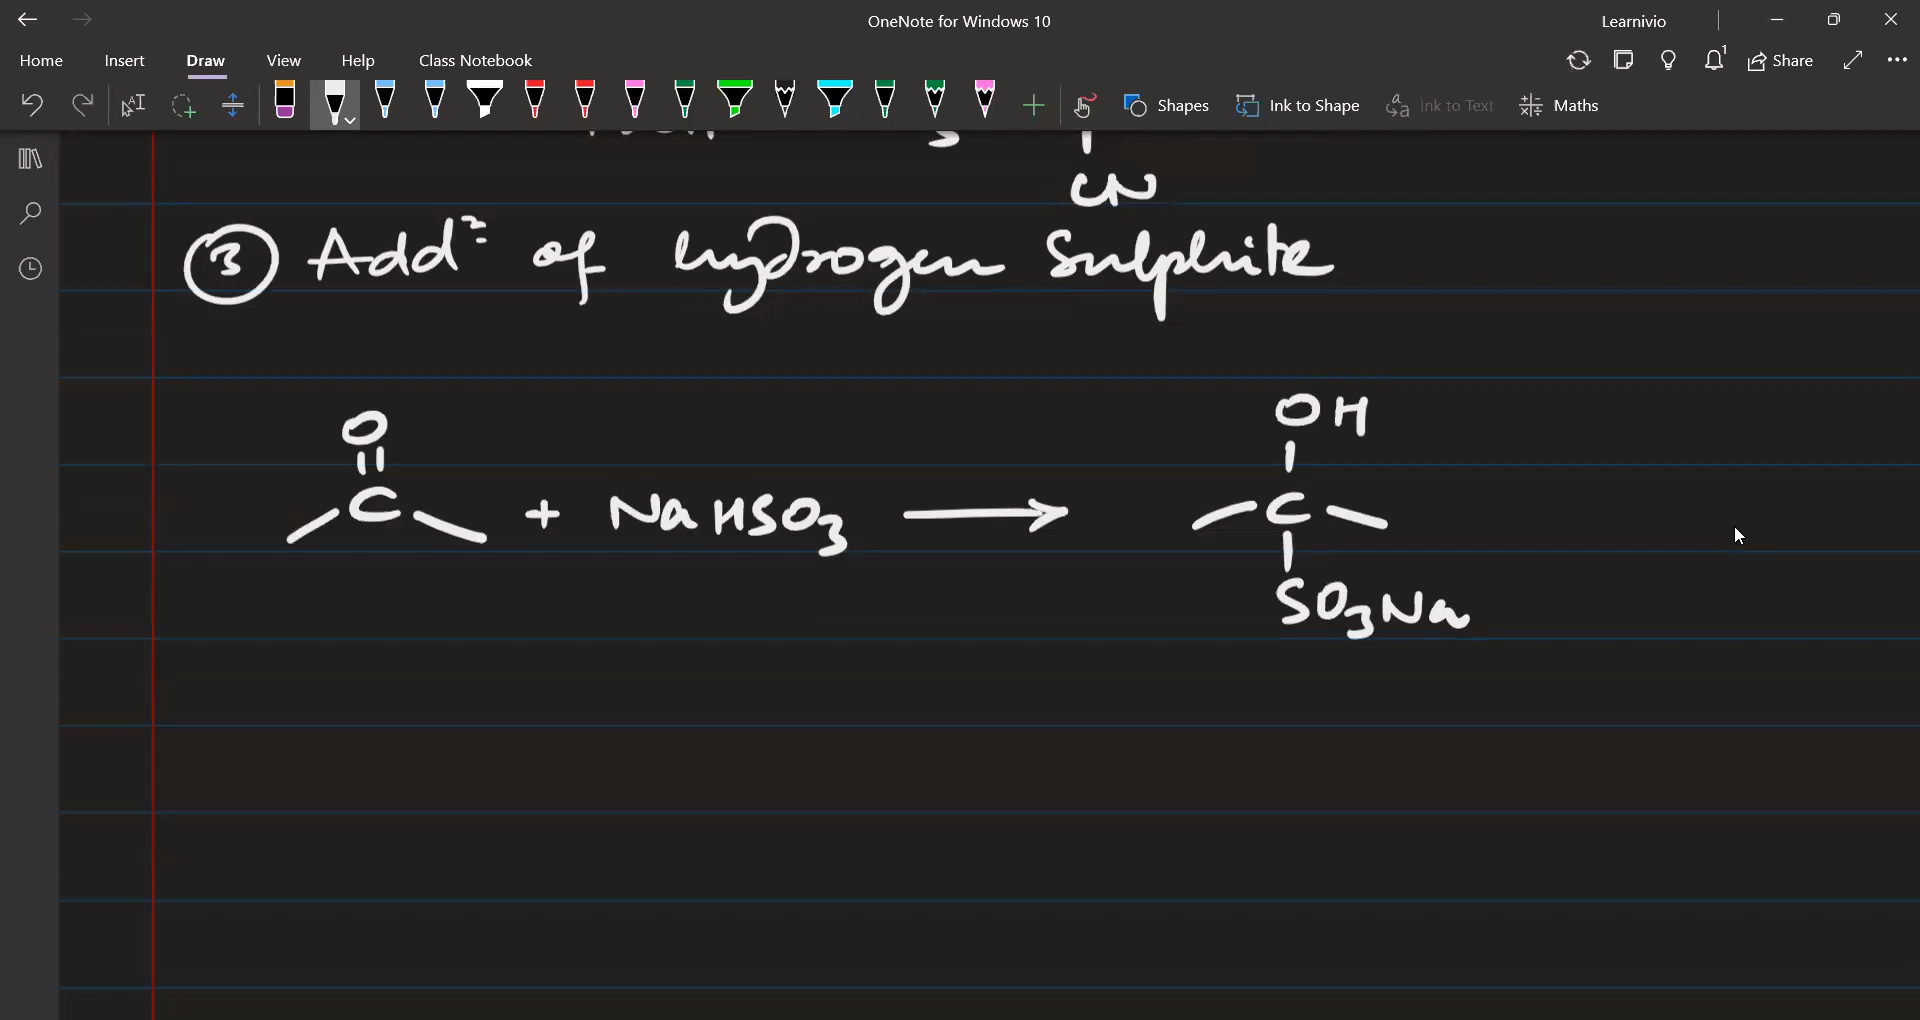 OneNote for Windows 10
Learnivio
Home Insert Draw View Help Class Notebook
1
Share
Shapes Ink to Shape Ink to Text Maths
CN
③ Addⁿ of hydrogen Sulphite
O OH
||  |
C + NaHSO₃ ⟶ C
|
SO₃Na